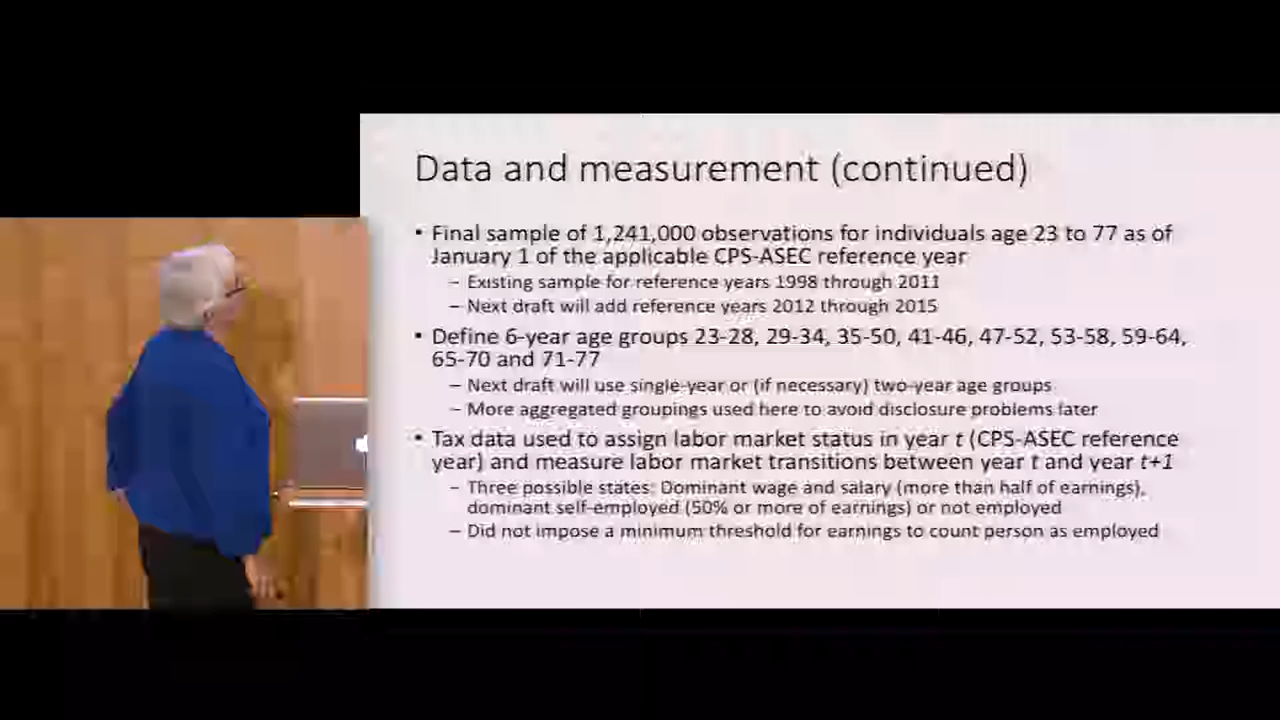 Data and measurement (continued)
• Final sample of 1,241,000 observations for individuals age 23 to 77 as of
January 1 of the applicable CPS-ASEC reference year
– Existing sample for reference years 1998 through 2011
– Next draft will add reference years 2012 through 2015
• Define 6-year age groups 23-28, 29-34, 35-50, 41-46, 47-52, 53-58, 59-64,
65-70 and 71-77
– Next draft will use single-year or (if necessary) two-year age groups
– More aggregated groupings used here to avoid disclosure problems later
• Tax data used to assign labor market status in year t (CPS-ASEC reference
year) and measure labor market transitions between year t and year t+1
– Three possible states: Dominant wage and salary (more than half of earnings),
dominant self-employed (50% or more of earnings) or not employed
– Did not impose a minimum threshold for earnings to count person as employed